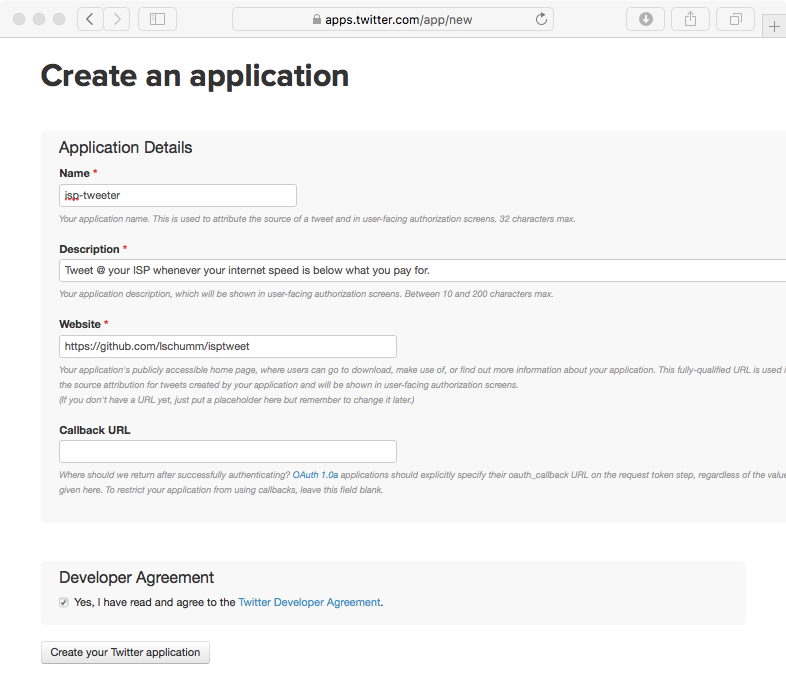 apps.twitter.com/app/new
Create an application
Application Details
Name *
isp-tweeter
Your application name. This is used to attribute the source of a tweet and in user-facing authorization screens. 32 characters max.
Description *
Tweet @ your ISP whenever your internet speed is below what you pay for.
Your application description, which will be shown in user-facing authorization screens. Between 10 and 200 characters max.
Website *
https://github.com/lschumm/isptweet
Your application's publicly accessible home page, where users can go to download, make use of, or find out more information about your application. This fully-qualified URL is used i
the source attribution for tweets created by your application and will be shown in user-facing authorization screens.
(If you don't have a URL yet, just put a placeholder here but remember to change it later.)
Callback URL
Where should we return after successfully authenticating? OAuth 1.0a applications should explicitly specify their oauth_callback URL on the request token step, regardless of the value
given here. To restrict your application from using callbacks, leave this field blank.
Developer Agreement
Yes, I have read and agree to the Twitter Developer Agreement.
Create your Twitter application